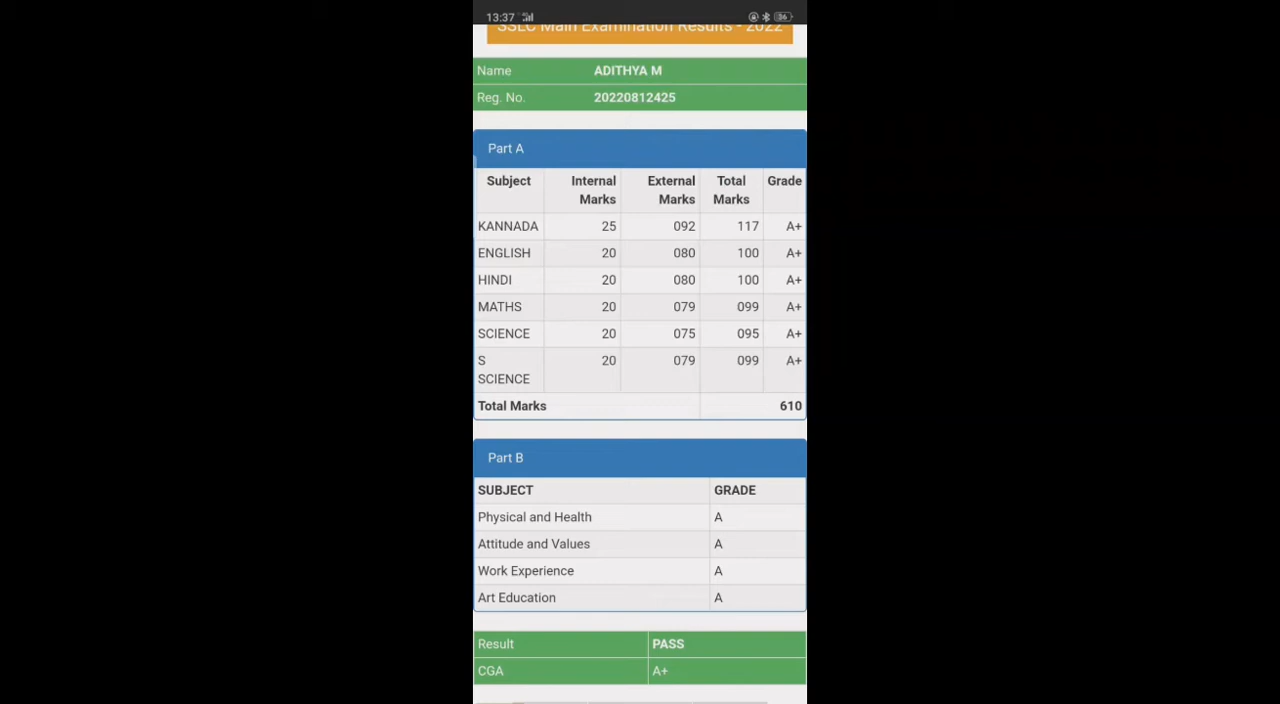 13:37
36
SSLC Main Examination Results - 2022
Name ADITHYA M
Reg. No. 20220812425
Part A
Subject Internal Marks External Marks Total Marks Grade
KANNADA 25 092 117 A+
ENGLISH 20 080 100 A+
HINDI 20 080 100 A+
MATHS 20 079 099 A+
SCIENCE 20 075 095 A+
S SCIENCE 20 079 099 A+
Total Marks 610
Part B
SUBJECT GRADE
Physical and Health A
Attitude and Values A
Work Experience A
Art Education A
Result PASS
CGA A+